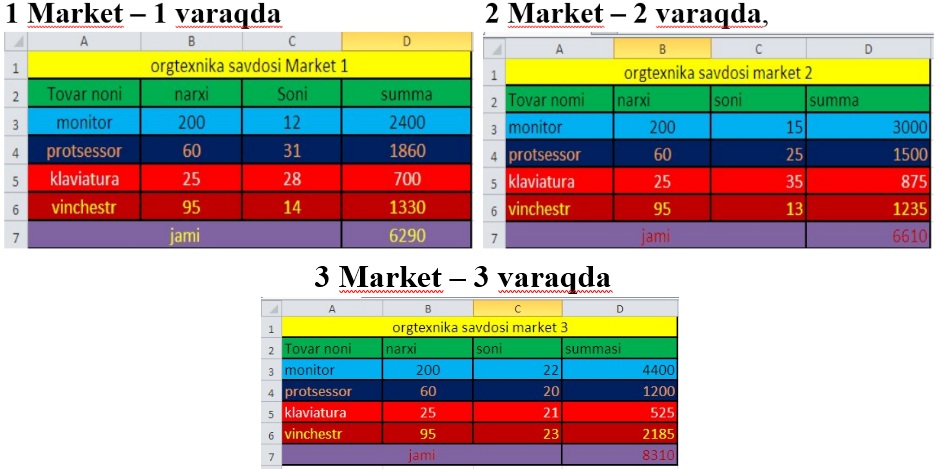 1 Market – 1 varaqda
A B C D
1 orgtexnika savdosi Market 1
2 Tovar noni narxi Soni summa
3 monitor 200 12 2400
4 protsessor 60 31 1860
5 klaviatura 25 28 700
6 vinchestr 95 14 1330
7 jami 6290
2 Market – 2 varaqda,
A B C D
1 orgtexnika savdosi market 2
2 Tovar nomi narxi soni summa
3 monitor 200 15 3000
4 protsessor 60 25 1500
5 klaviatura 25 35 875
6 vinchestr 95 13 1235
7 jami 6610
3 Market – 3 varaqda
A B C D
1 orgtexnika savdosi market 3
2 Tovar noni narxi soni summasi
3 monitor 200 22 4400
4 protsessor 60 20 1200
5 klaviatura 25 21 525
6 vinchestr 95 23 2185
7 jami 8310